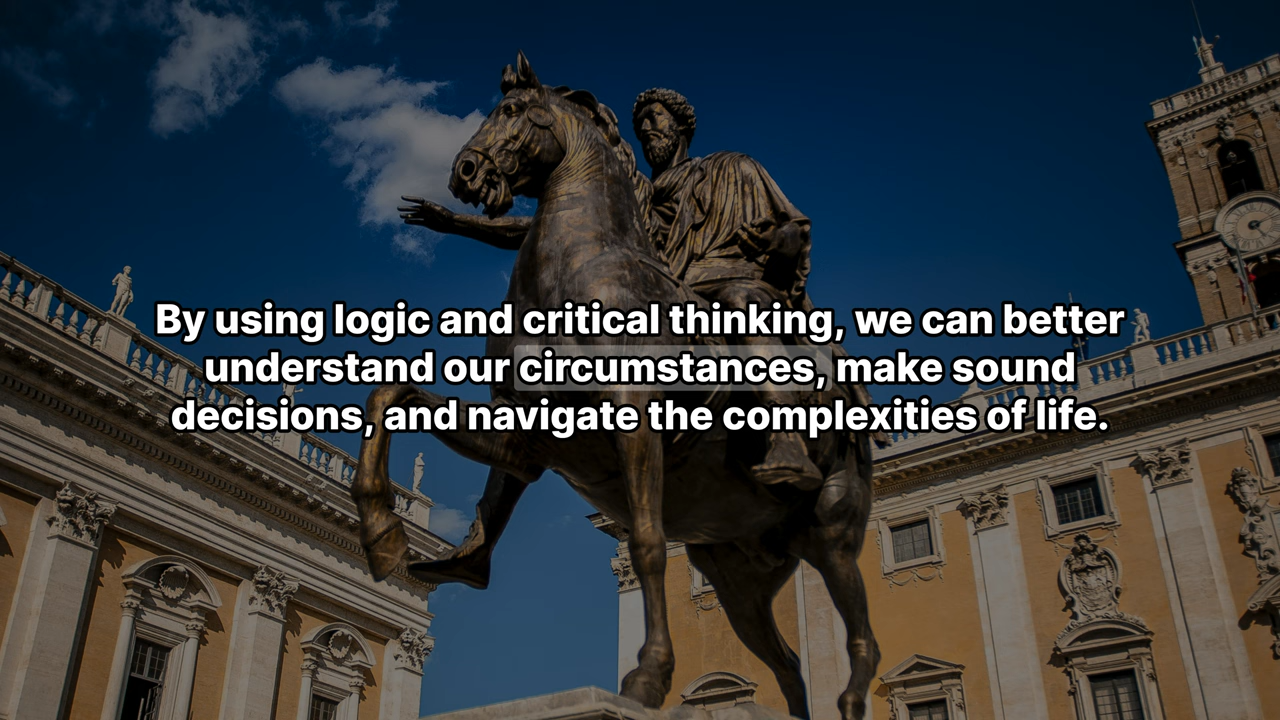 By using logic and critical thinking, we can better
understand our circumstances, make sound
decisions, and navigate the complexities of life.